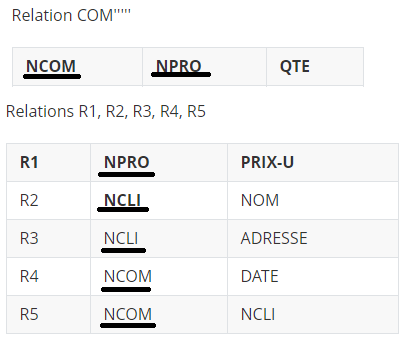 Relation COM'''''
NCOM NPRO QTE
Relations R1, R2, R3, R4, R5
R1 NPRO PRIX-U
R2 NCLI NOM
R3 NCLI ADRESSE
R4 NCOM DATE
R5 NCOM NCLI